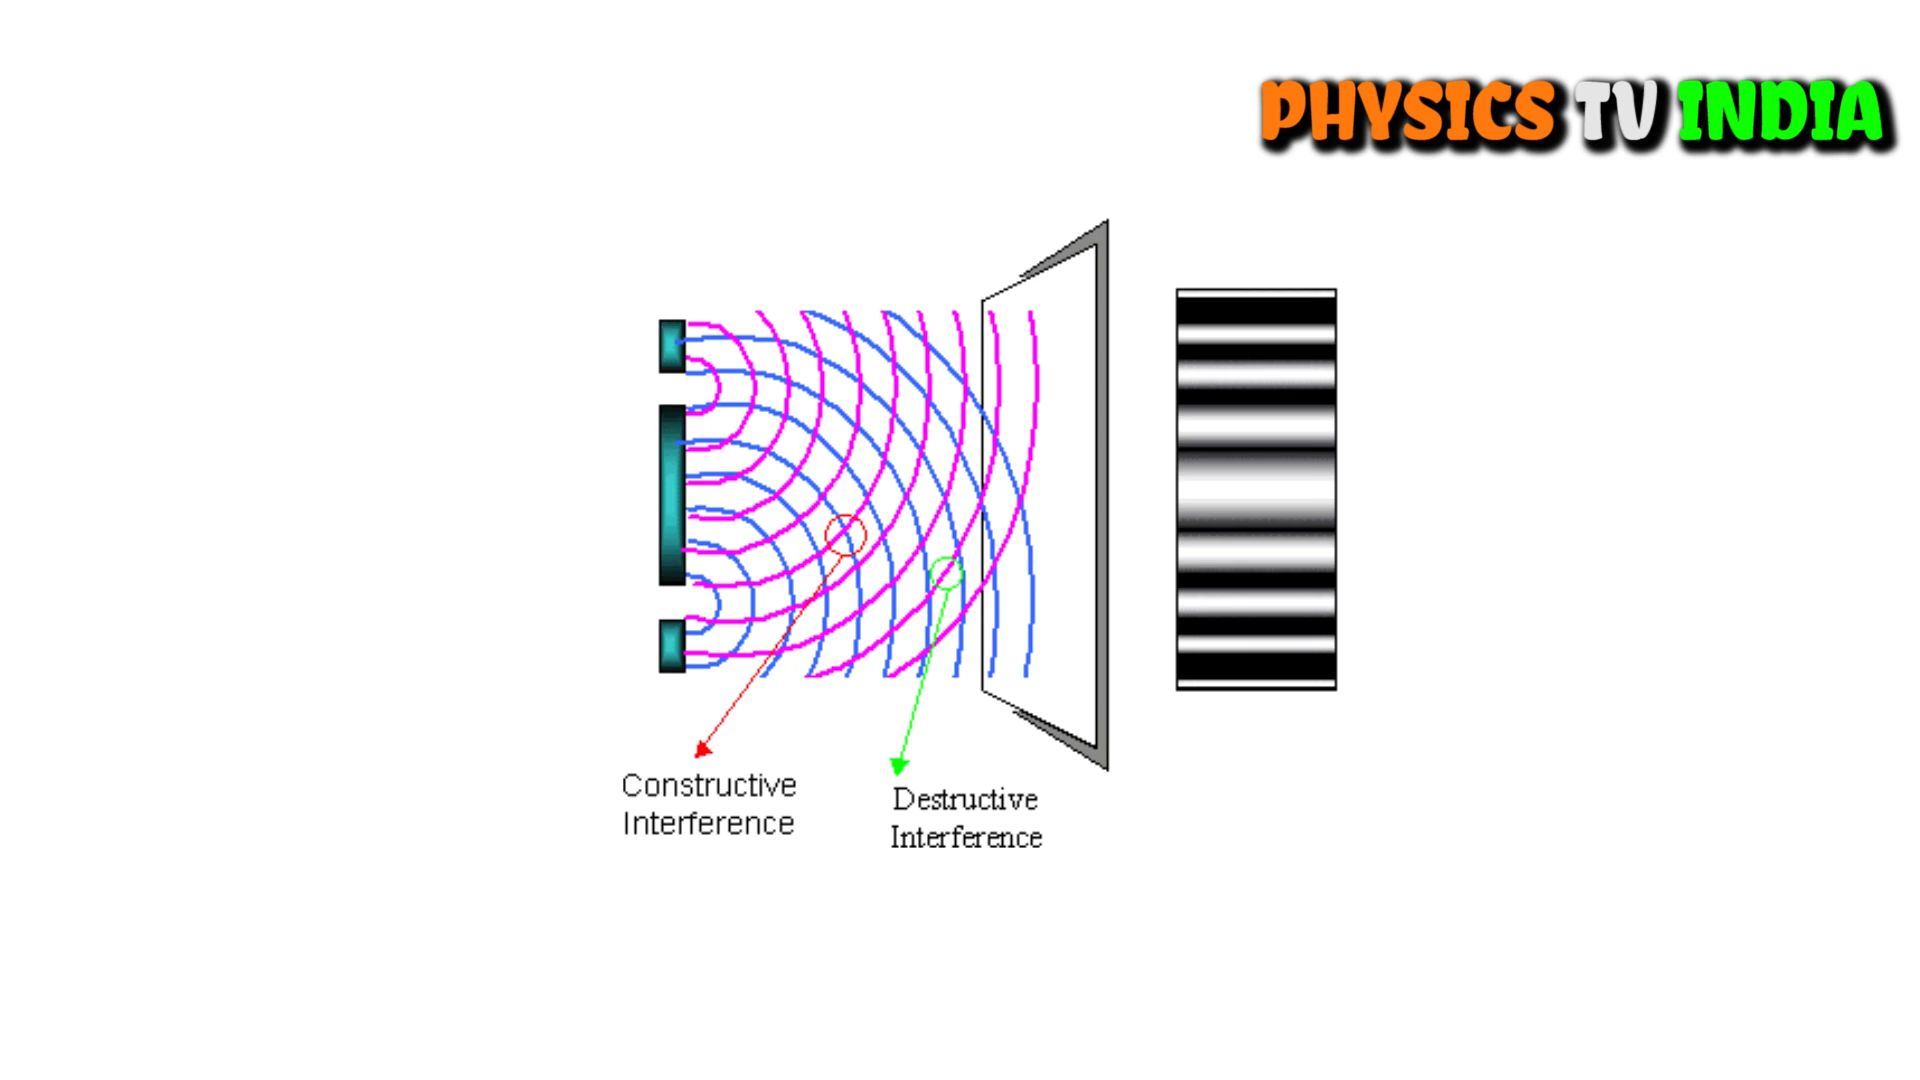 PHYSICS TV INDIA
Constructive
Interference
Destructive
Interference